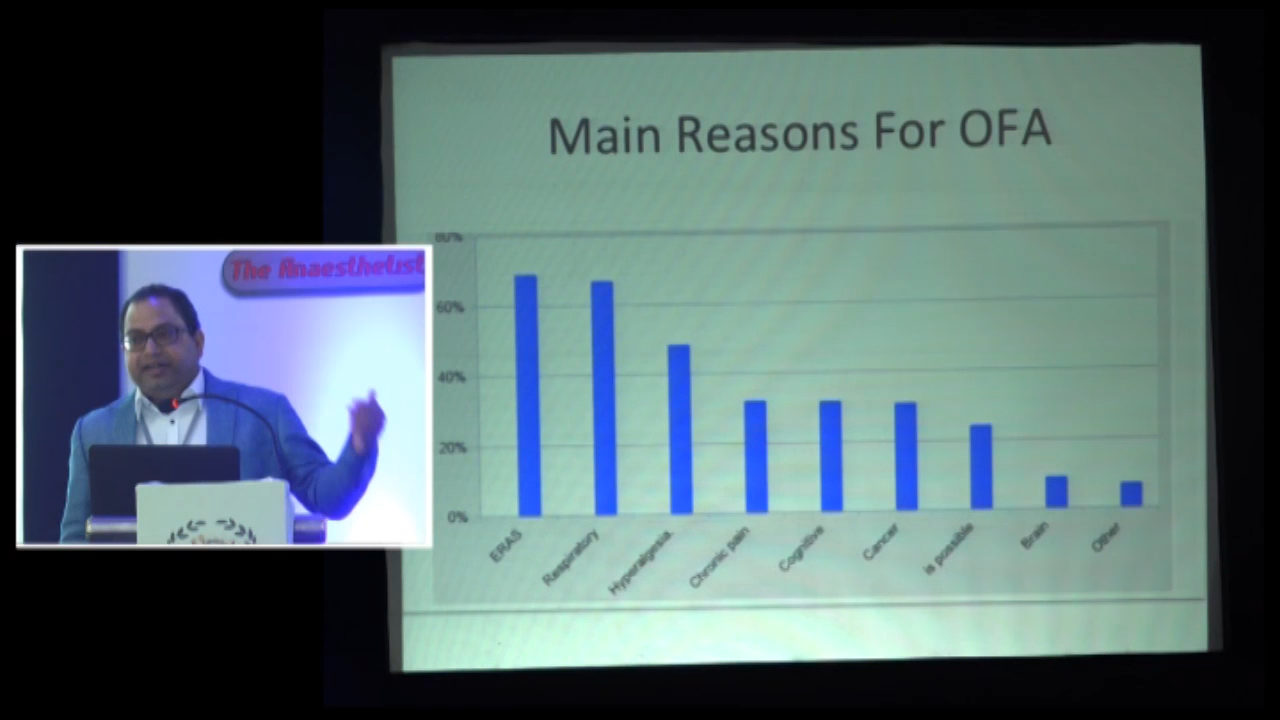 Main Reasons For OFA
The Anaesthetist
80%
60%
40%
20%
0%
ERAS
Respiratory
Hyperalgesia
Chronic pain
Cognitive
Cancer
is possible
Brain
Other